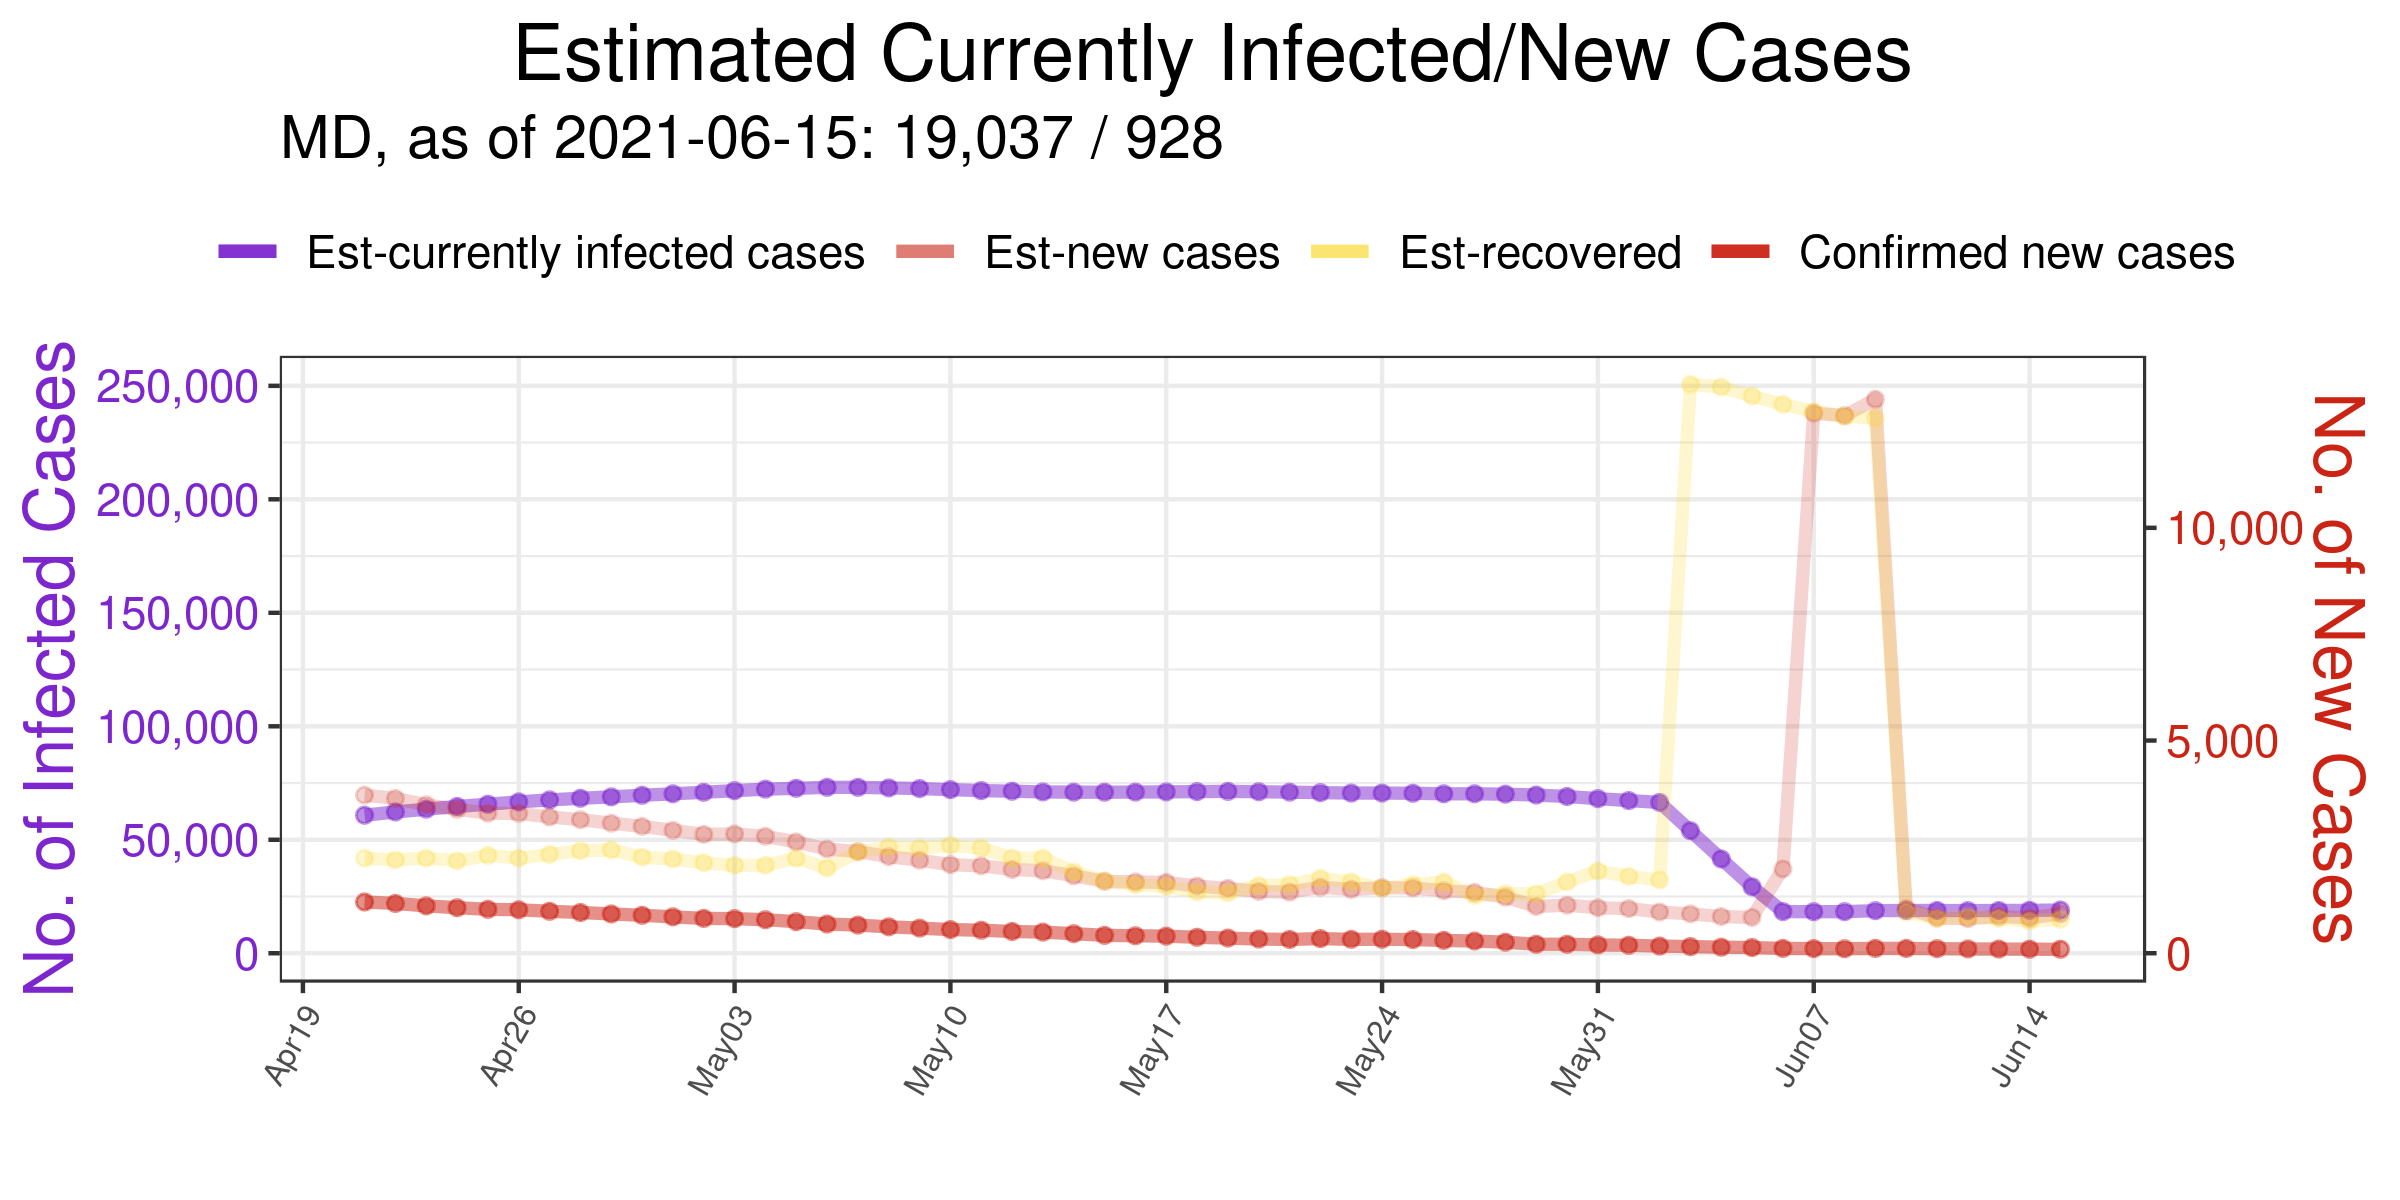 Estimated Currently Infected/New Cases
MD, as of 2021-06-15: 19,037 / 928
Est-currently infected cases Est-new cases Est-recovered Confirmed new cases
No. of Infected Cases
250,000
200,000
150,000
100,000
50,000
0
10,000
5,000
0
No. of New Cases
Apr19 Apr26 May03 May10 May17 May24 May31 Jun07 Jun14